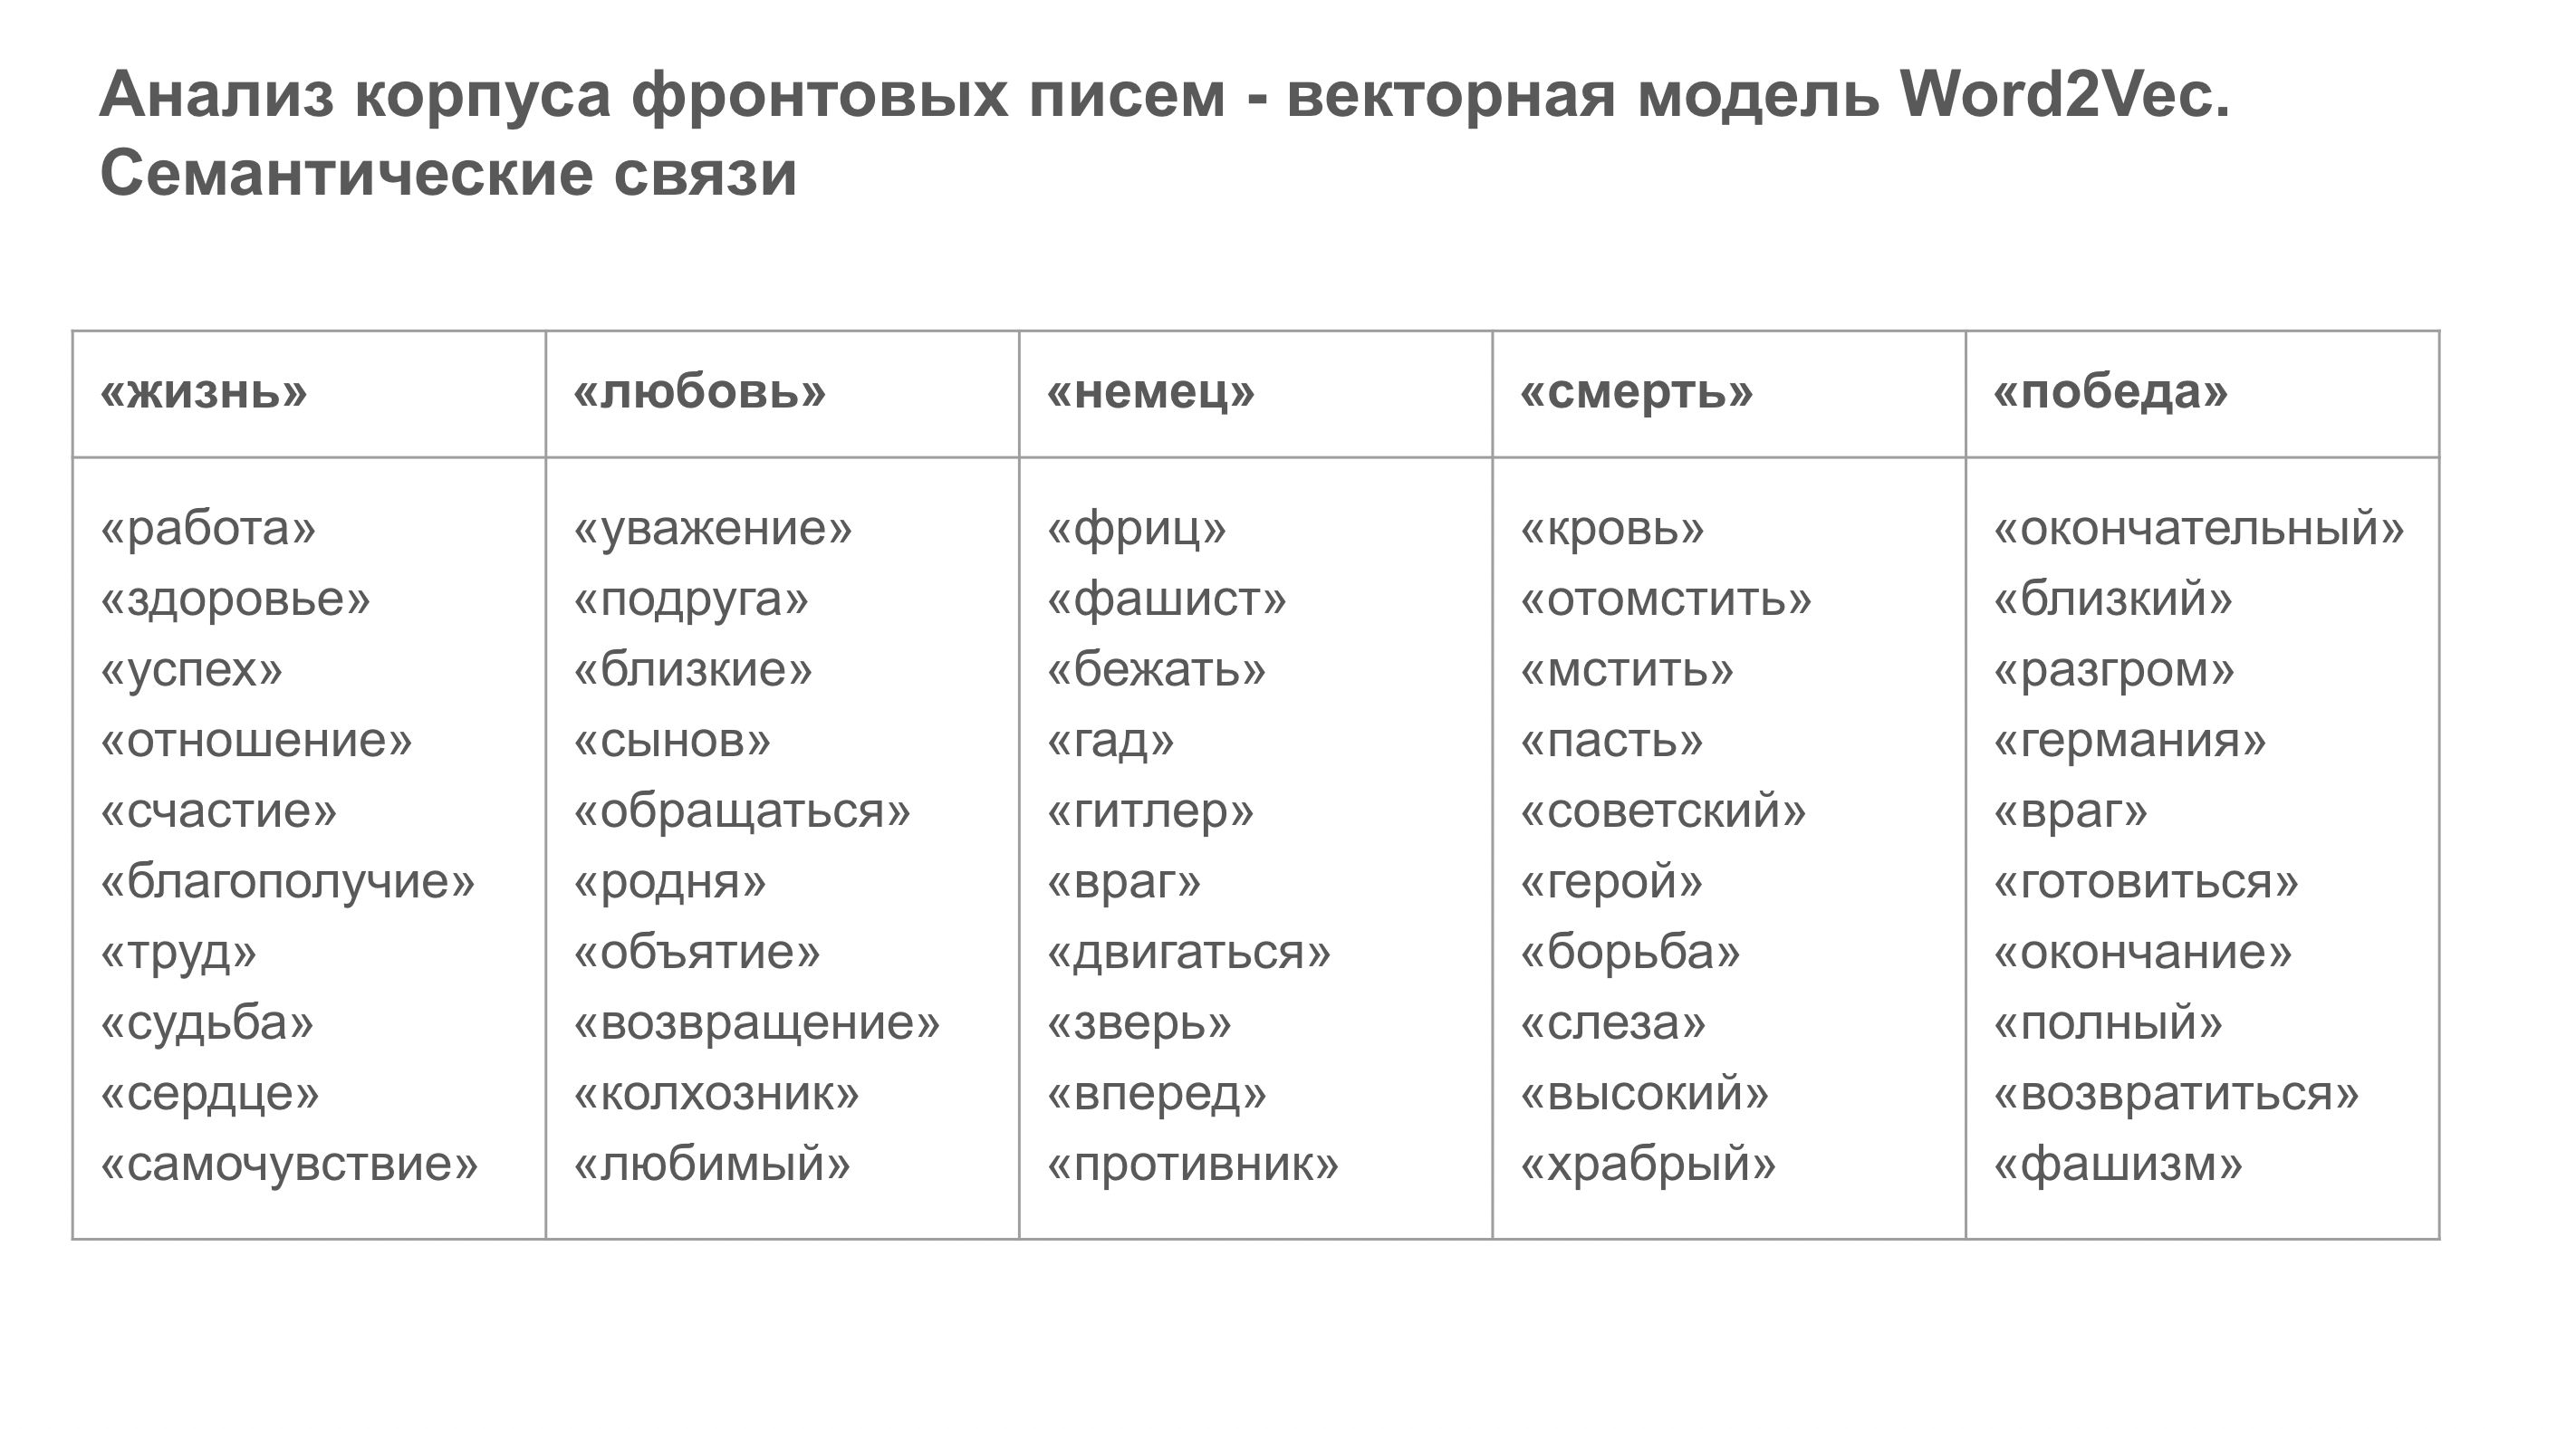 Анализ корпуса фронтовых писем - векторная модель Word2Vec.
Семантические связи
«жизнь» «любовь» «немец» «смерть» «победа»
«работа» «уважение» «фриц» «кровь» «окончательный»
«здоровье» «подруга» «фашист» «отомстить» «близкий»
«успех» «близкие» «бежать» «мстить» «разгром»
«отношение» «сынов» «гад» «пасть» «германия»
«счастие» «обращаться» «гитлер» «советский» «враг»
«благополучие» «родня» «враг» «герой» «готовиться»
«труд» «объятие» «двигаться» «борьба» «окончание»
«судьба» «возвращение» «зверь» «слеза» «полный»
«сердце» «колхозник» «вперед» «высокий» «возвратиться»
«самочувствие» «любимый» «противник» «храбрый» «фашизм»